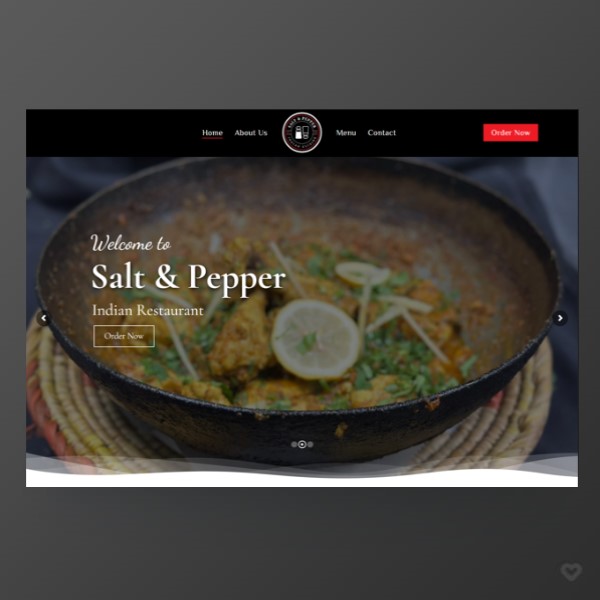 Home About Us SALT & PEPPER Menu Contact Order Now
Welcome to
Salt & Pepper
Indian Restaurant
Order Now